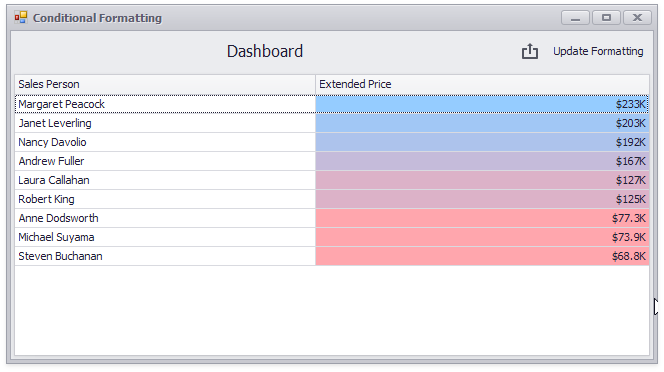 Conditional Formatting
Dashboard Update Formatting
Sales Person Extended Price
Margaret Peacock $233K
Janet Leverling $203K
Nancy Davolio $192K
Andrew Fuller $167K
Laura Callahan $127K
Robert King $125K
Anne Dodsworth $77.3K
Michael Suyama $73.9K
Steven Buchanan $68.8K